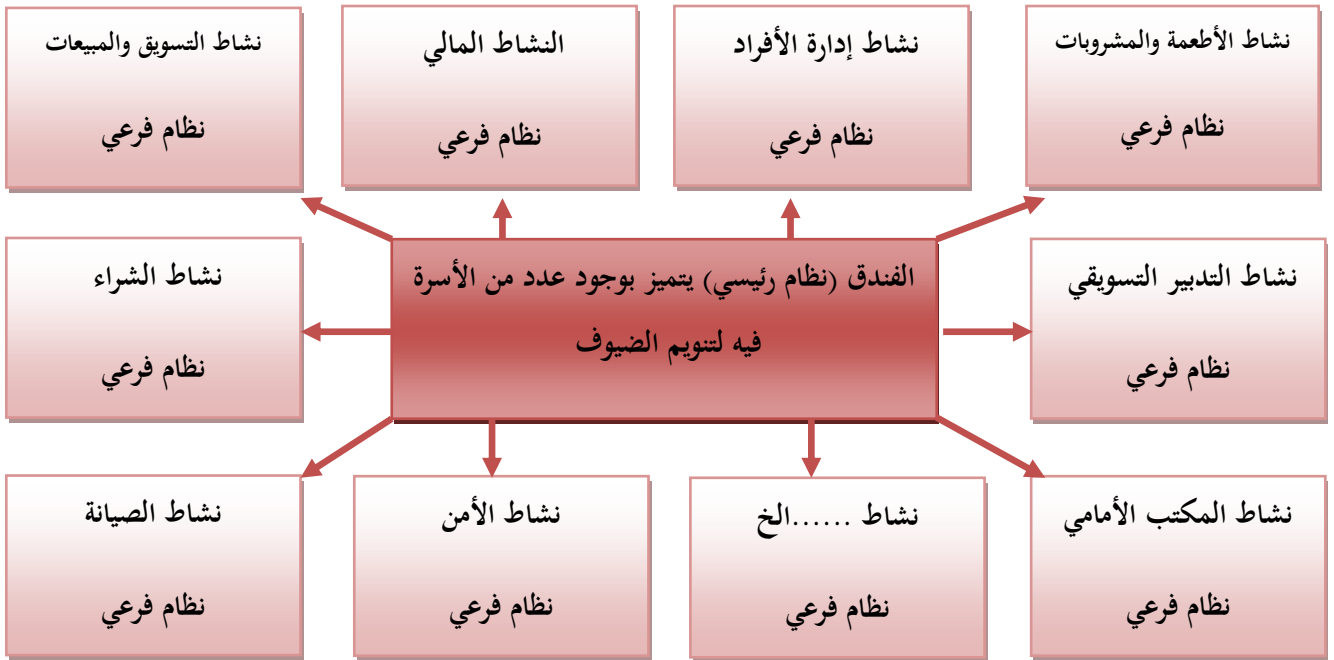 نشاط الأطعمة والمشروبات
نظام فرعي
نشاط إدارة الأفراد
نظام فرعي
النشاط المالي
نظام فرعي
نشاط التسويق والمبيعات
نظام فرعي
نشاط التدبير التسويقي
نظام فرعي
الفندق (نظام رئيسي) يتميز بوجود عدد من الأسرة
فيه لتنويم الضيوف
نشاط الشراء
نظام فرعي
نشاط المكتب الأمامي
نظام فرعي
نشاط ......الخ
نظام فرعي
نشاط الأمن
نظام فرعي
نشاط الصيانة
نظام فرعي